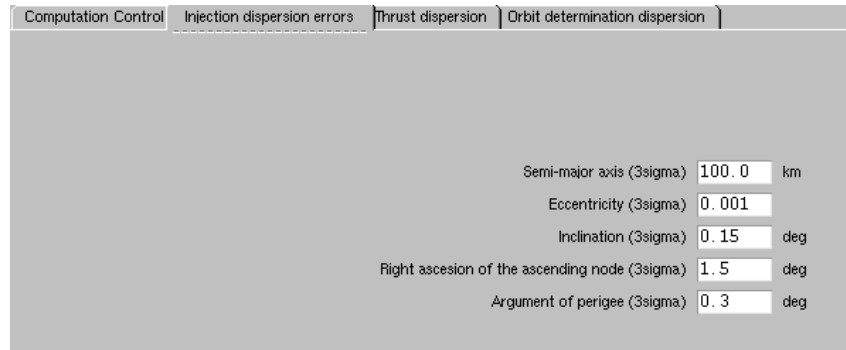 Computation Control Injection dispersion errors Thrust dispersion Orbit determination dispersion
Semi-major axis (3sigma) 100.0 km
Eccentricity (3sigma) 0.001
Inclination (3sigma) 0.15 deg
Right ascesion of the ascending node (3sigma) 1.5 deg
Argument of perigee (3sigma) 0.3 deg